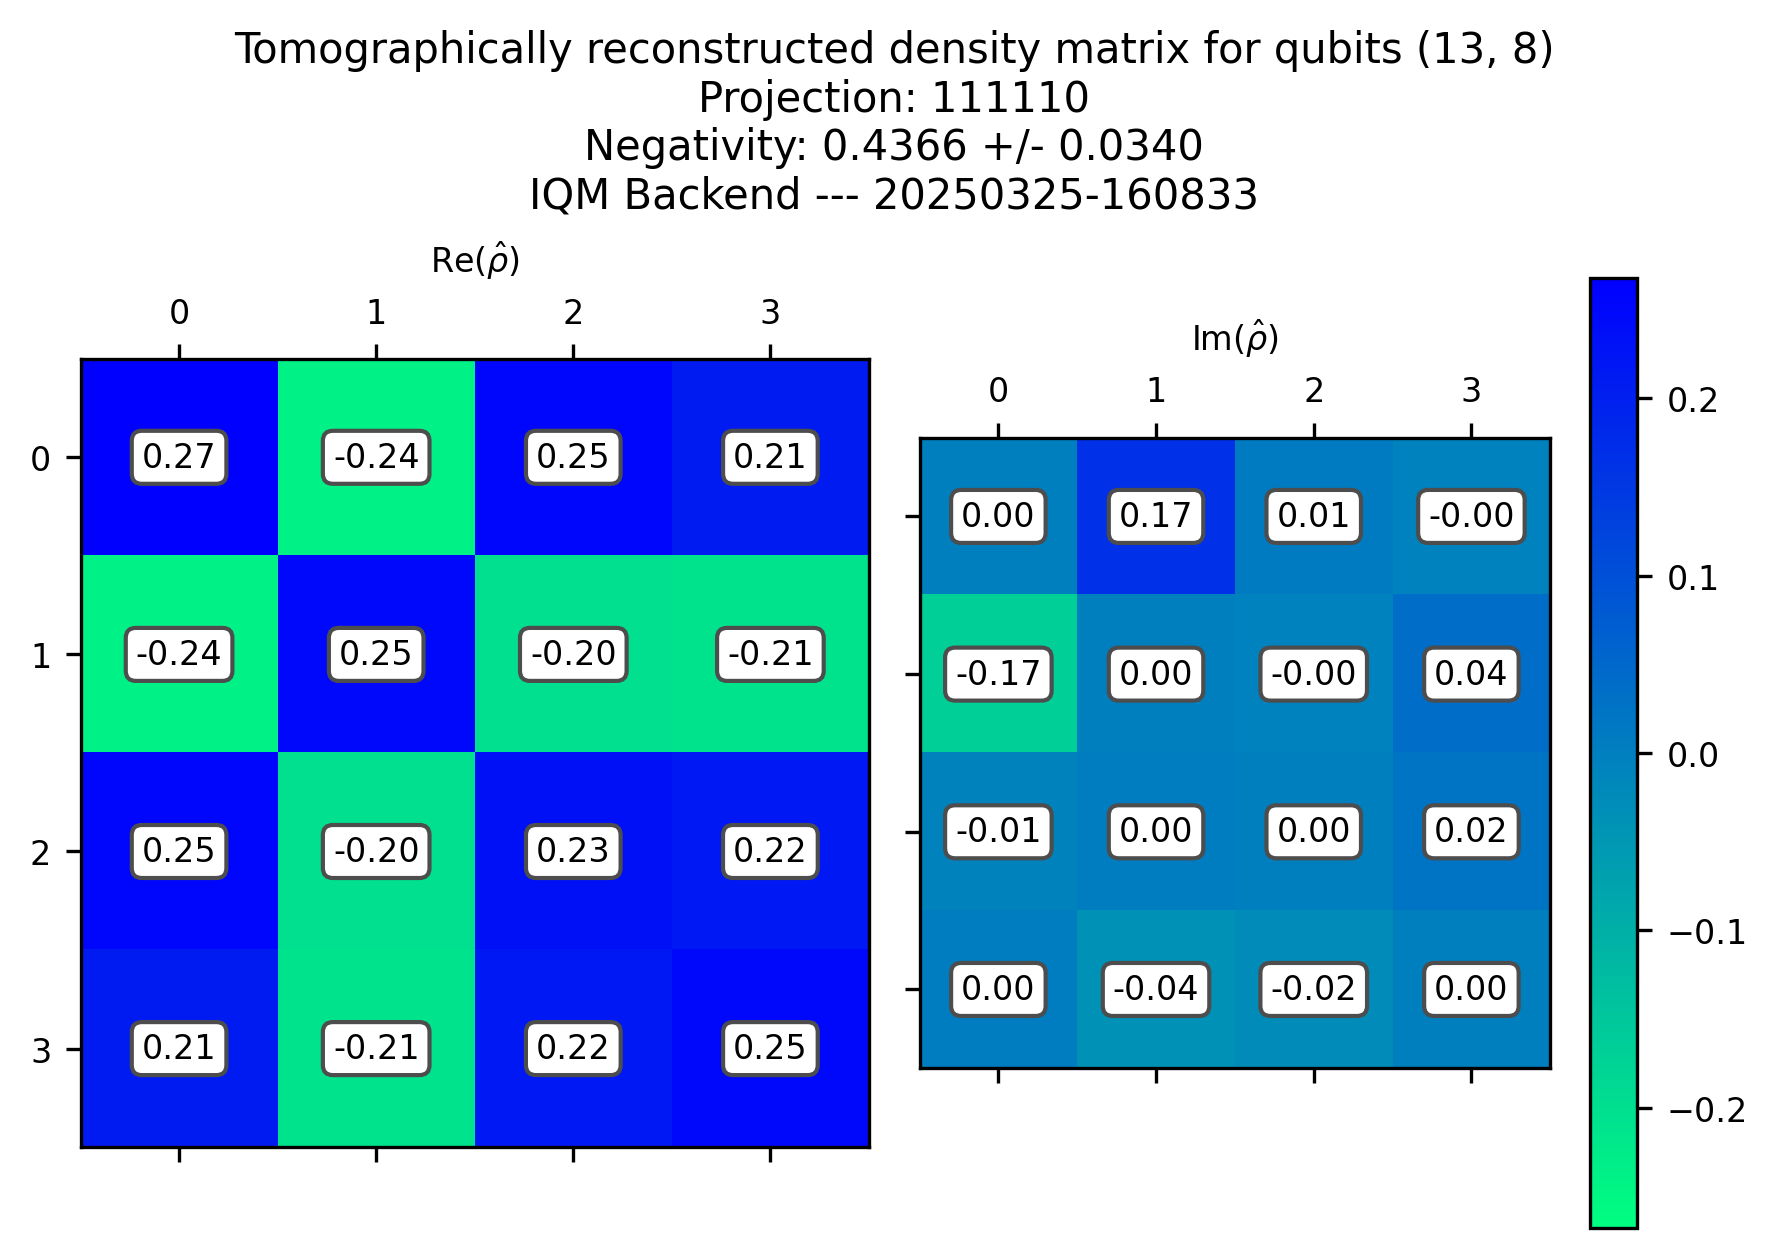 Tomographically reconstructed density matrix for qubits (13, 8)
Projection: 111110
Negativity: 0.4366 +/- 0.0340
IQM Backend --- 20250325-160833
Re(ρ̂)
0 1 2 3
0 0.27 -0.24 0.25 0.21
1 -0.24 0.25 -0.20 -0.21
2 0.25 -0.20 0.23 0.22
3 0.21 -0.21 0.22 0.25
Im(ρ̂)
0 1 2 3
0.00 0.17 0.01 -0.00
-0.17 0.00 -0.00 0.04
-0.01 0.00 0.00 0.02
0.00 -0.04 -0.02 0.00
0.2
0.1
0.0
−0.1
−0.2